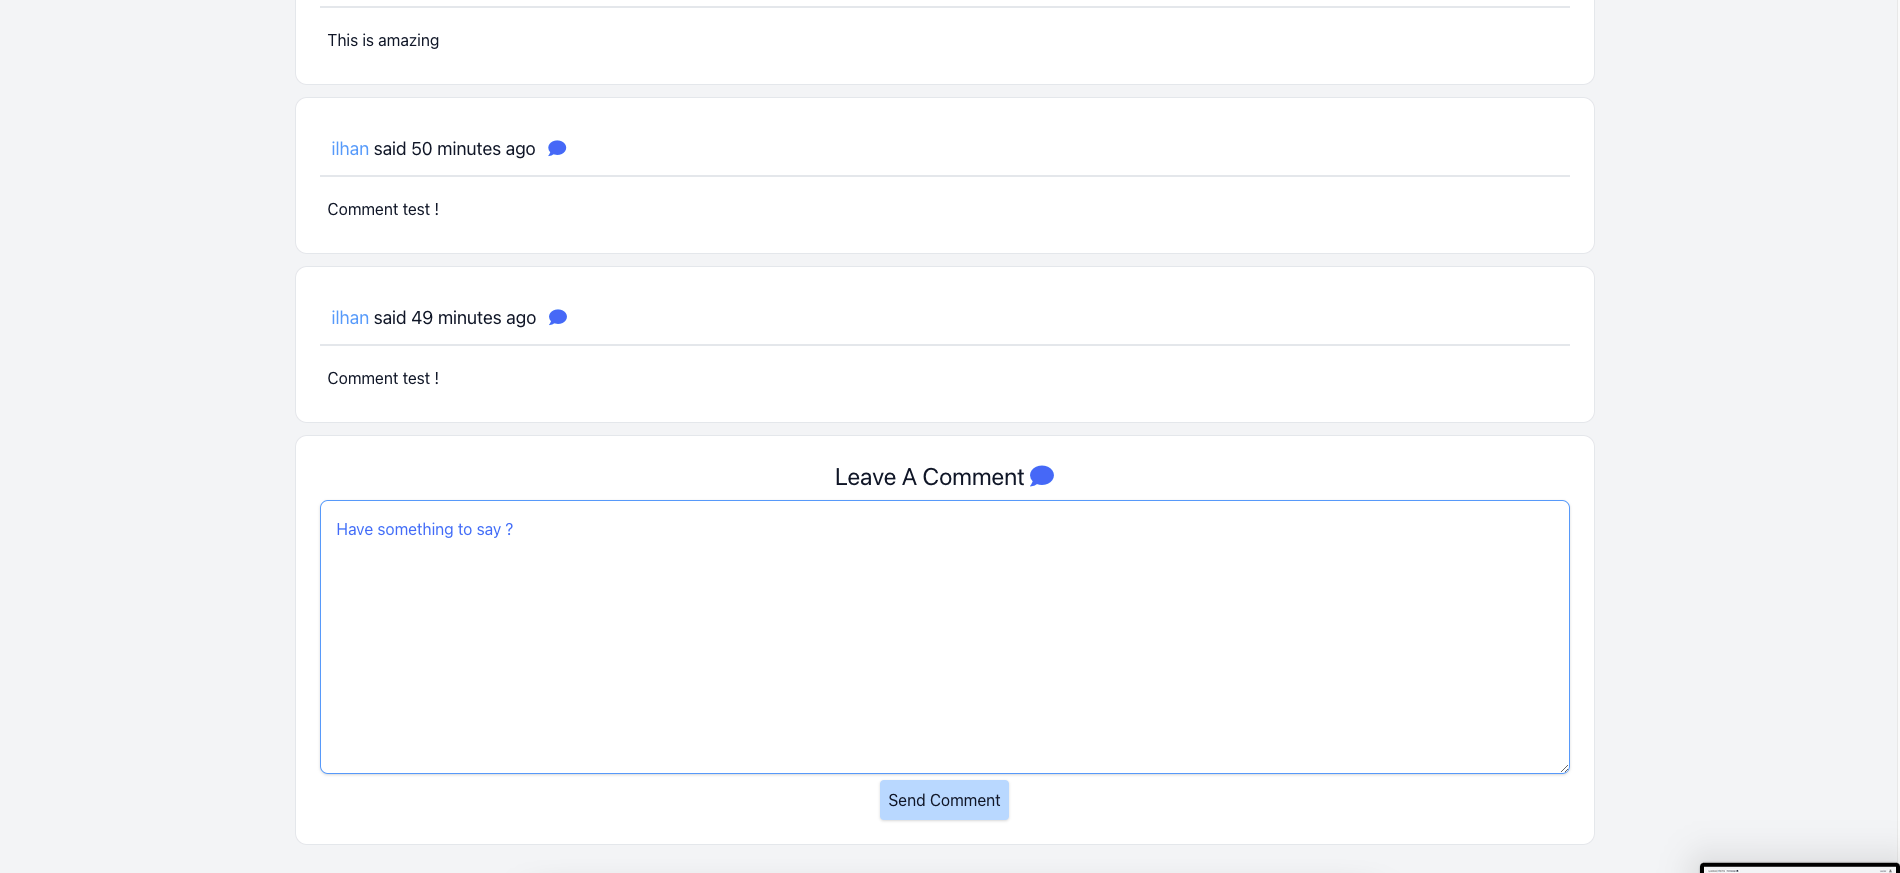 This is amazing
ilhan said 50 minutes ago
Comment test !
ilhan said 49 minutes ago
Comment test !
Leave A Comment
Have something to say ?
Send Comment